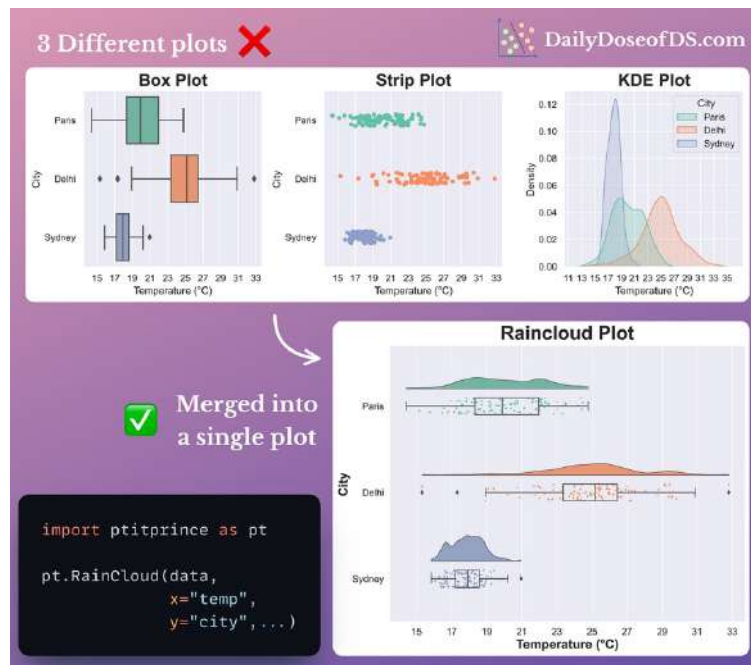 3 Different plots ❌
DailyDoseofDS.com
Box Plot
City
Paris
Delhi
Sydney
15 17 19 21 23 25 27 29 31 33
Temperature (°C)
Strip Plot
City
Paris
Delhi
Sydney
15 17 19 21 23 25 27 29 31 33
Temperature (°C)
KDE Plot
City
Paris
Delhi
Sydney
Density
0.12
0.10
0.08
0.06
0.04
0.02
0.00
11 13 15 17 19 21 23 25 27 29 31 33 35
Temperature (°C)
✅ Merged into
a single plot
Raincloud Plot
City
Paris
Delhi
Sydney
15 17 19 21 23 25 27 29 31 33
Temperature (°C)
import ptitprince as pt
pt.RainCloud(data,
x="temp",
y="city",...)